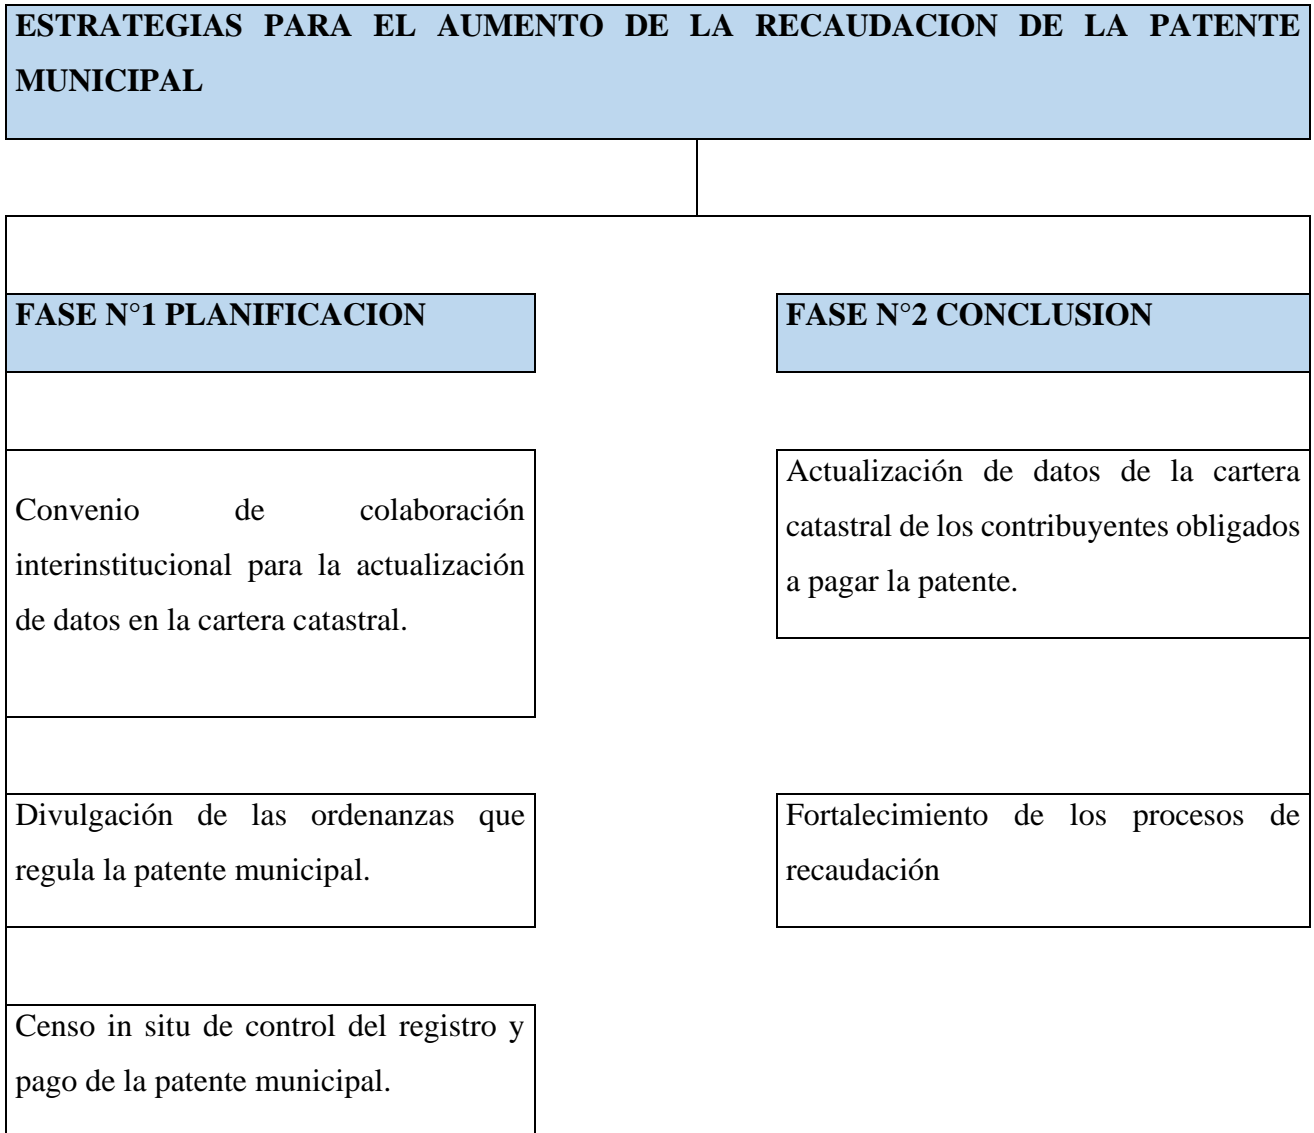 ESTRATEGIAS PARA EL AUMENTO DE LA RECAUDACION DE LA PATENTE
MUNICIPAL
FASE N°1 PLANIFICACION
Convenio de colaboración
interinstitucional para la actualización
de datos en la cartera catastral.
Divulgación de las ordenanzas que
regula la patente municipal.
Censo in situ de control del registro y
pago de la patente municipal.
FASE N°2 CONCLUSION
Actualización de datos de la cartera
catastral de los contribuyentes obligados
a pagar la patente.
Fortalecimiento de los procesos de
recaudación